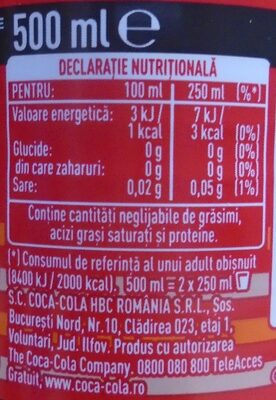 500 ml e
DECLARAȚIE NUTRIȚIONALĂ
PENTRU: 100 ml 250 ml (%*)
Valoare energetică: 3 kJ / 7 kJ /
1 kcal 3 kcal (0%)
Glucide: 0 g 0 g (0%)
din care zaharuri: 0 g 0 g (0%)
Sare: 0,02 g 0,05 g (1%)
Conține cantități neglijabile de grăsimi,
acizi grași saturați și proteine.
(*) Consumul de referință al unui adult obișnuit
(8400 kJ / 2000 kcal). 500 ml = 2 x 250 ml
S.C. COCA-COLA HBC ROMÂNIA S.R.L., Șos.
București Nord, Nr. 10, Clădirea O23, etaj 1,
Voluntari, Jud. Ilfov. Produs cu autorizarea
The Coca-Cola Company. 0800 080 800 TeleAcces
gratuit, www.coca-cola.ro